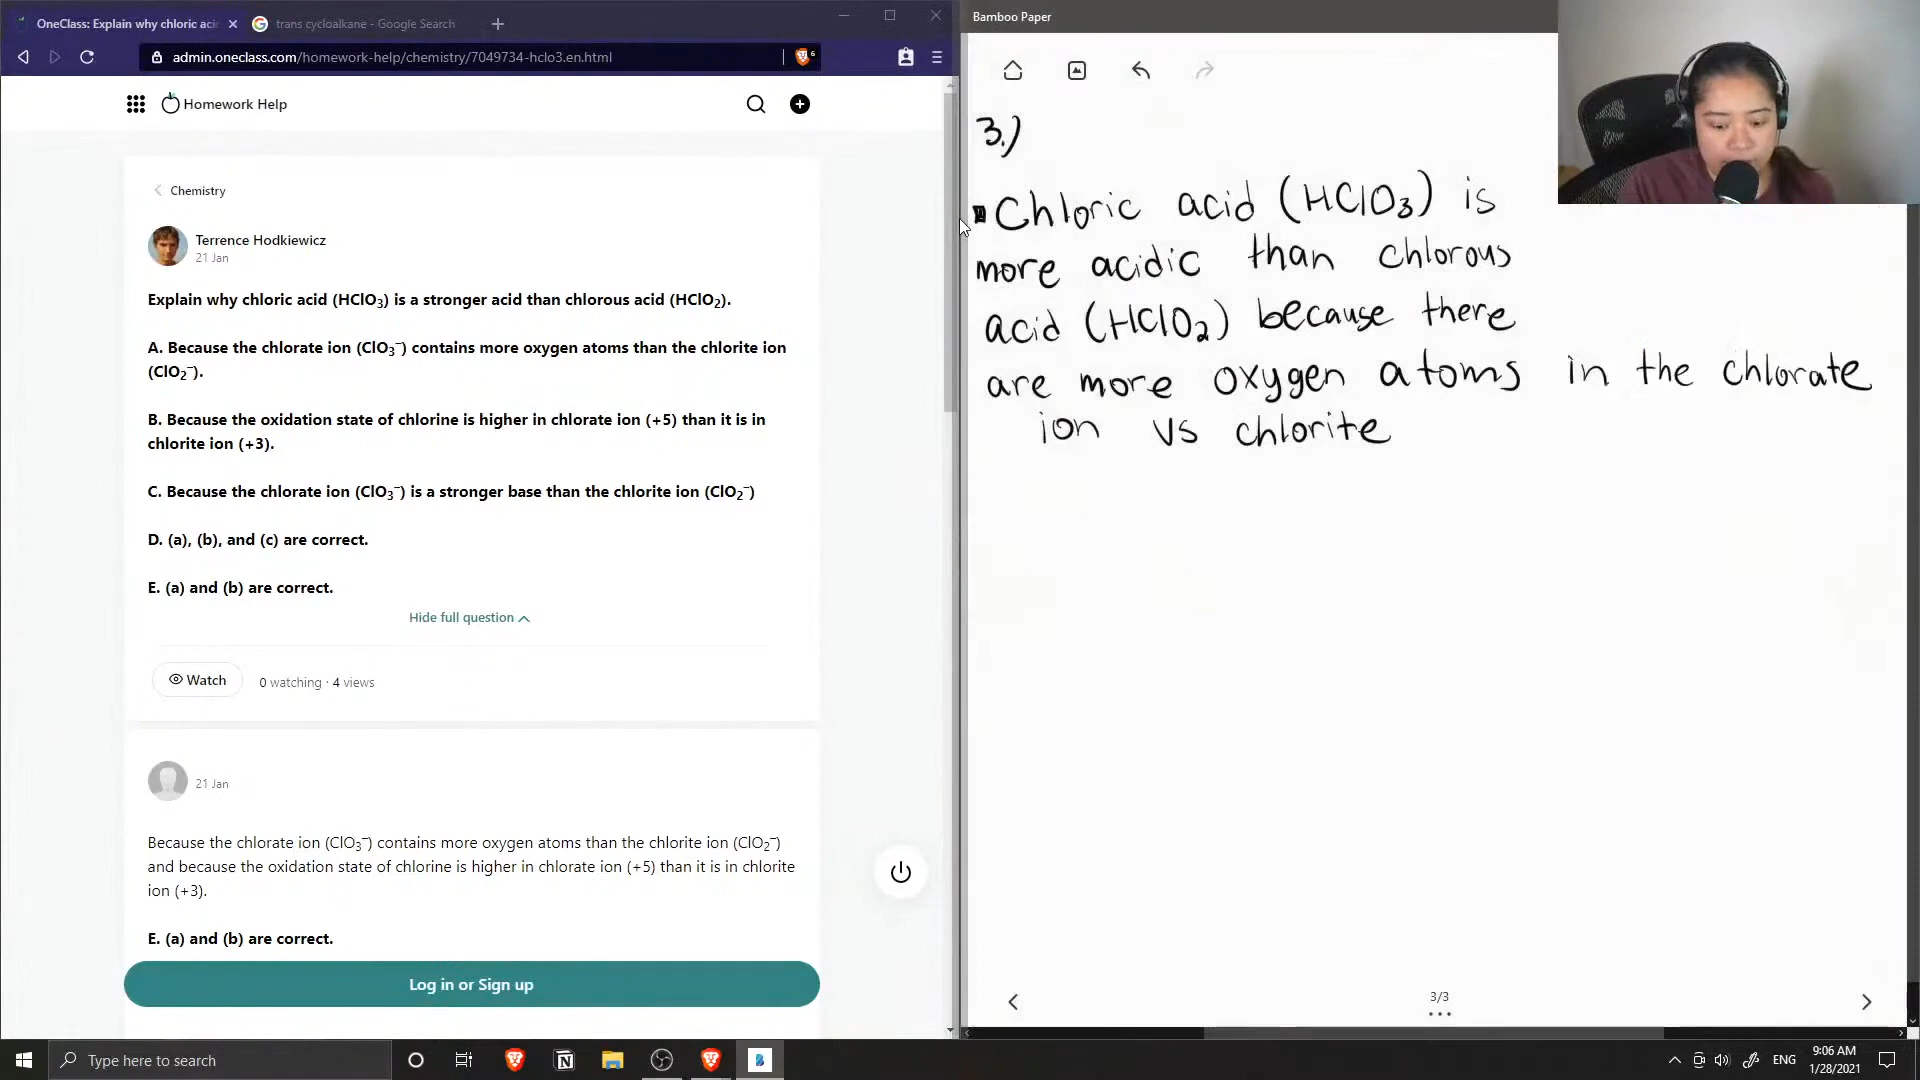 OneClass: Explain why chloric aci
trans cycloalkane - Google Search
Bamboo Paper
admin.oneclass.com/homework-help/chemistry/7049734-hclo3.en.html
6
Homework Help
Chemistry
Terrence Hodkiewicz
21 Jan
Explain why chloric acid (HClO₃) is a stronger acid than chlorous acid (HClO₂).
A. Because the chlorate ion (ClO₃⁻) contains more oxygen atoms than the chlorite ion
(ClO₂⁻).
B. Because the oxidation state of chlorine is higher in chlorate ion (+5) than it is in
chlorite ion (+3).
C. Because the chlorate ion (ClO₃⁻) is a stronger base than the chlorite ion (ClO₂⁻)
D. (a), (b), and (c) are correct.
E. (a) and (b) are correct.
Hide full question
Watch
0 watching · 4 views
21 Jan
Because the chlorate ion (ClO₃⁻) contains more oxygen atoms than the chlorite ion (ClO₂⁻)
and because the oxidation state of chlorine is higher in chlorate ion (+5) than it is in chlorite
ion (+3).
E. (a) and (b) are correct.
Log in or Sign up
3.)
Chloric acid (HClO₃) is
more acidic than chlorous
acid (HClO₂) because there
are more oxygen atoms in the chlorate
ion vs chlorite
3/3
Type here to search
ENG
9:06 AM
1/28/2021